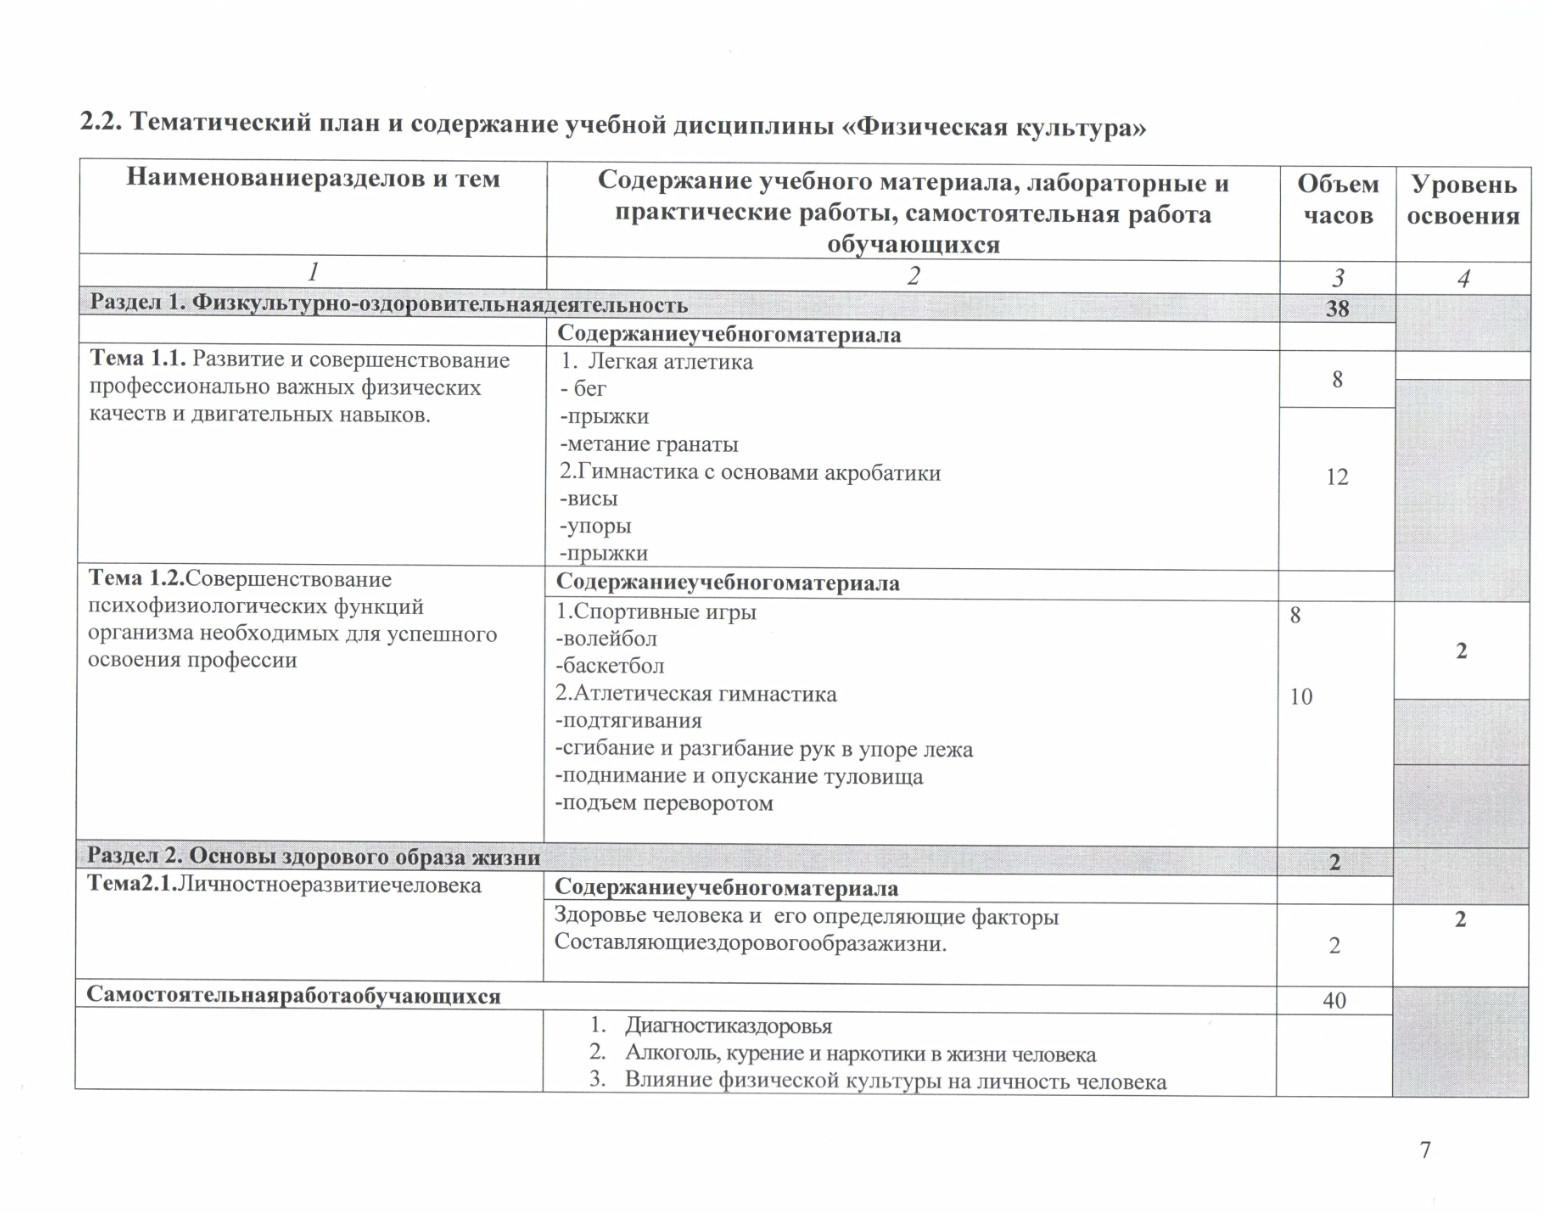 2.2. Тематический план и содержание учебной дисциплины «Физическая культура»
Наименованиеразделов и тем
Содержание учебного материала, лабораторные и
практические работы, самостоятельная работа
обучающихся
Объем
часов
Уровень
освоения
1
2
3
4
Раздел 1. Физкультурно-оздоровительнаядеятельность
38
Содержаниеучебногоматериала
Тема 1.1. Развитие и совершенствование
профессионально важных физических
качеств и двигательных навыков.
1. Легкая атлетика
- бег
-прыжки
-метание гранаты
2.Гимнастика с основами акробатики
-висы
-упоры
-прыжки
8
12
Тема 1.2.Совершенствование
психофизиологических функций
организма необходимых для успешного
освоения профессии
Содержаниеучебногоматериала
1.Спортивные игры
-волейбол
-баскетбол
2.Атлетическая гимнастика
-подтягивания
-сгибание и разгибание рук в упоре лежа
-поднимание и опускание туловища
-подъем переворотом
8
10
2
Раздел 2. Основы здорового образа жизни
2
Тема2.1.Личностноеразвитиечеловека
Содержаниеучебногоматериала
Здоровье человека и его определяющие факторы
Составляющиездоровогообразажизни.
2
2
Самостоятельнаяработаобучающихся
40
1. Диагностиказдоровья
2. Алкоголь, курение и наркотики в жизни человека
3. Влияние физической культуры на личность человека
7